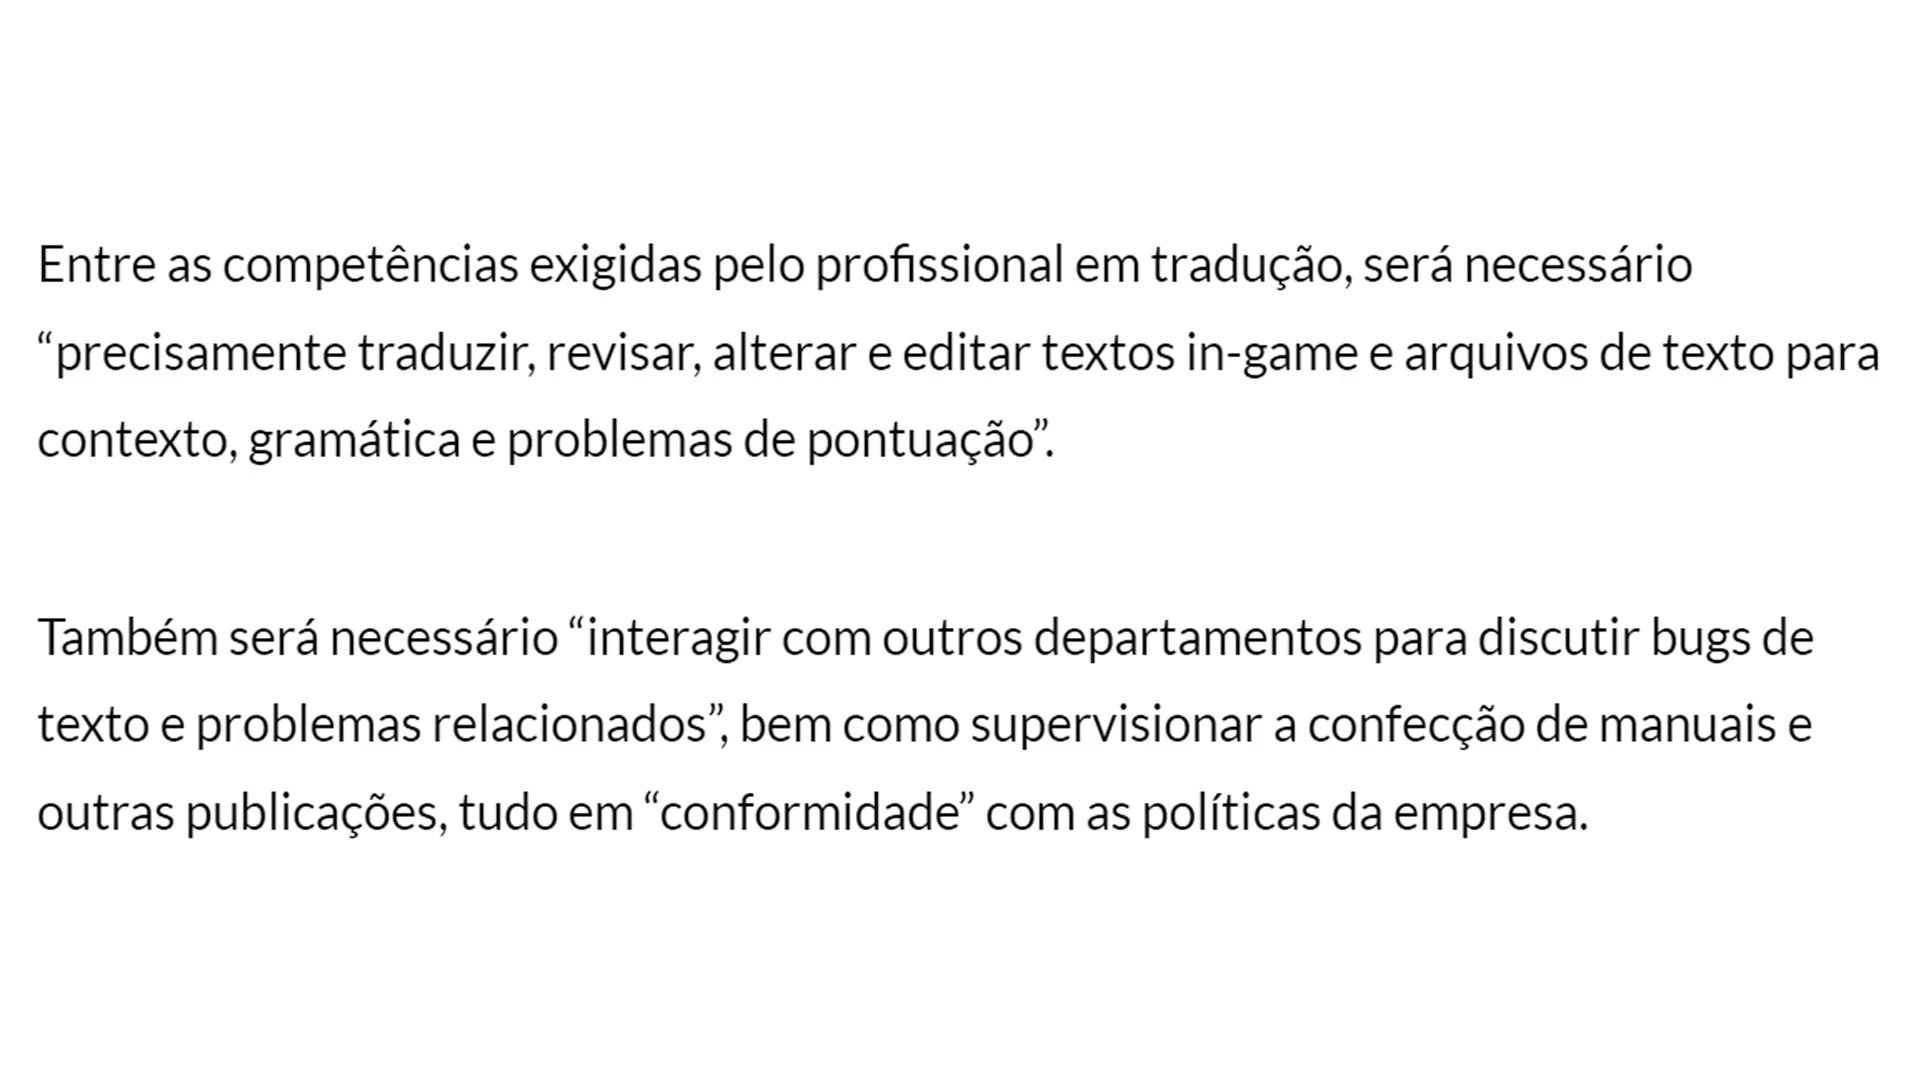 Entre as competências exigidas pelo profissional em tradução, será necessário
“precisamente traduzir, revisar, alterar e editar textos in-game e arquivos de texto para
contexto, gramática e problemas de pontuação”.
Também será necessário “interagir com outros departamentos para discutir bugs de
texto e problemas relacionados”, bem como supervisionar a confecção de manuais e
outras publicações, tudo em “conformidade” com as políticas da empresa.